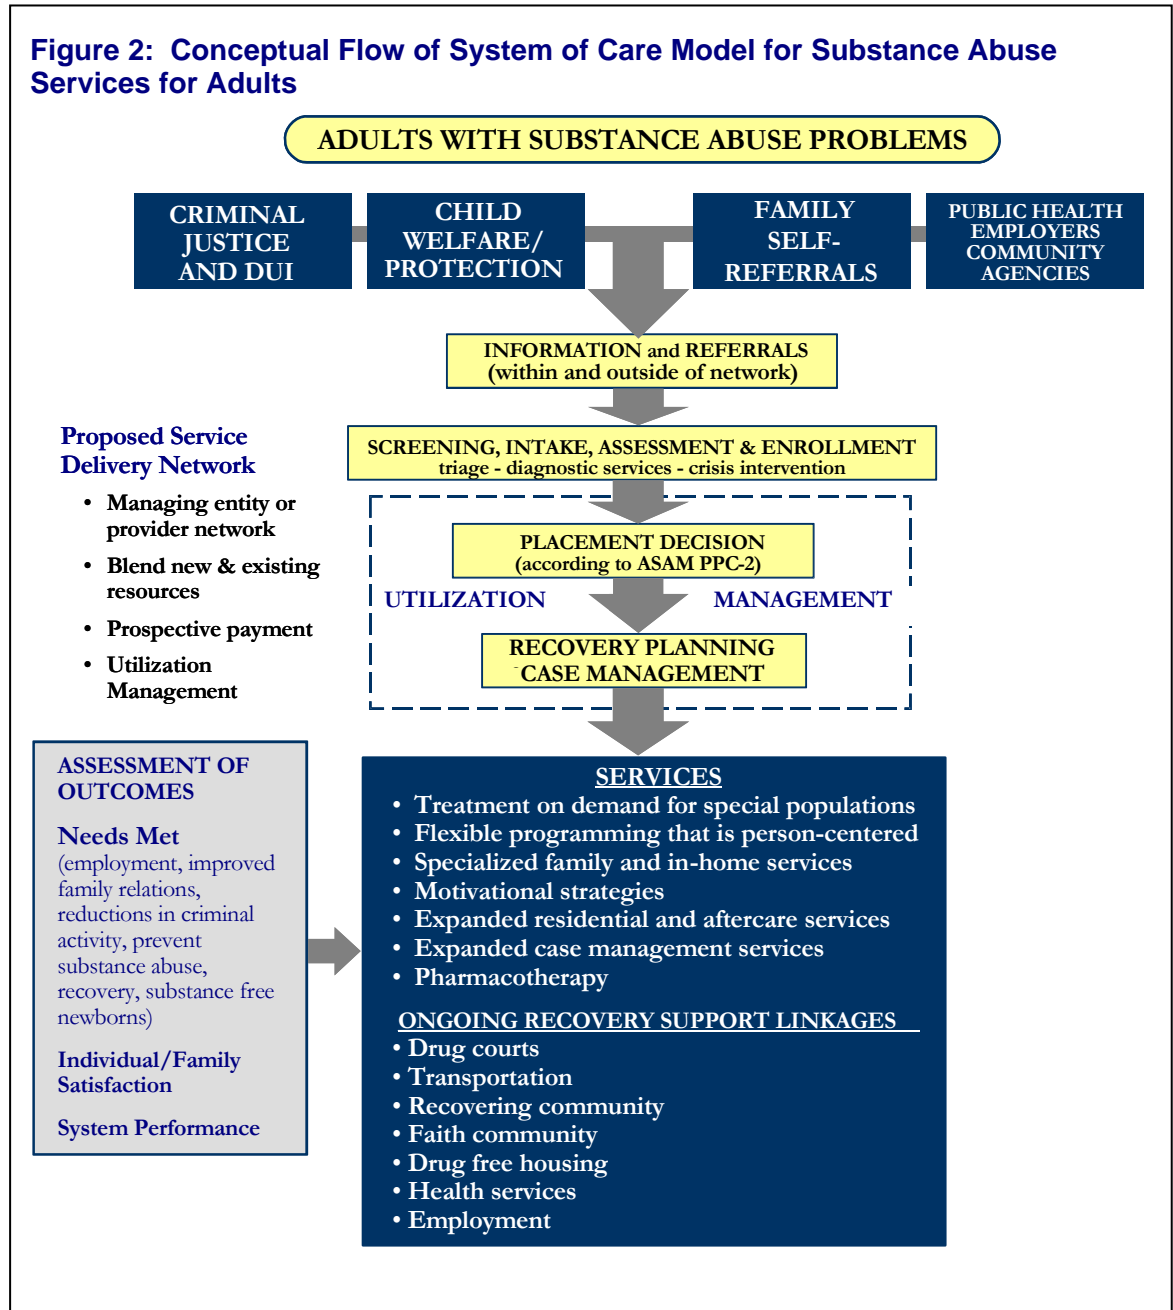 Figure 2: Conceptual Flow of System of Care Model for Substance Abuse
Services for Adults
ADULTS WITH SUBSTANCE ABUSE PROBLEMS
CRIMINAL
JUSTICE
AND DUI
CHILD
WELFARE/
PROTECTION
FAMILY
SELF-
REFERRALS
PUBLIC HEALTH
EMPLOYERS
COMMUNITY
AGENCIES
INFORMATION and REFERRALS
(within and outside of network)
SCREENING, INTAKE, ASSESSMENT & ENROLLMENT
triage - diagnostic services - crisis intervention
Proposed Service
Delivery Network
• Managing entity or
provider network
• Blend new & existing
resources
• Prospective payment
• Utilization
Management
PLACEMENT DECISION
(according to ASAM PPC-2)
UTILIZATION MANAGEMENT
RECOVERY PLANNING
-CASE MANAGEMENT
ASSESSMENT OF
OUTCOMES
Needs Met
(employment, improved
family relations,
reductions in criminal
activity, prevent
substance abuse,
recovery, substance free
newborns)
Individual/Family
Satisfaction
System Performance
SERVICES
• Treatment on demand for special populations
• Flexible programming that is person-centered
• Specialized family and in-home services
• Motivational strategies
• Expanded residential and aftercare services
• Expanded case management services
• Pharmacotherapy
ONGOING RECOVERY SUPPORT LINKAGES
• Drug courts
• Transportation
• Recovering community
• Faith community
• Drug free housing
• Health services
• Employment